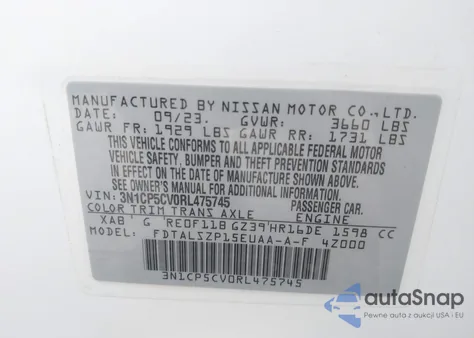 MANUFACTURED BY NISSAN MOTOR CO.,LTD.
DATE: 09/23. GVWR: 3660 LBS
GAWR FR: 1929 LBS GAWR RR: 1731 LBS
THIS VEHICLE CONFORMS TO ALL APPLICABLE FEDERAL MOTOR
VEHICLE SAFETY, BUMPER AND THEFT PREVENTION STANDARDS
IN EFFECT ON THE DATE OF MANUFACTURE SHOWN ABOVE.
SEE OWNER'S MANUAL FOR ADDITIONAL INFORMATION.
VIN: 3N1CP5CV0RL475745 PASSENGER CAR
COLOR TRIM TRANS AXLE ENGINE
XAB G RE0F11B GZ39 HR16DE 1598 CC
MODEL: FDTALSZP15EUAA-A-F 4Z000
3N1CP5CV0RL475745
autoSnap
Pewne auta z aukcji w USA i EU